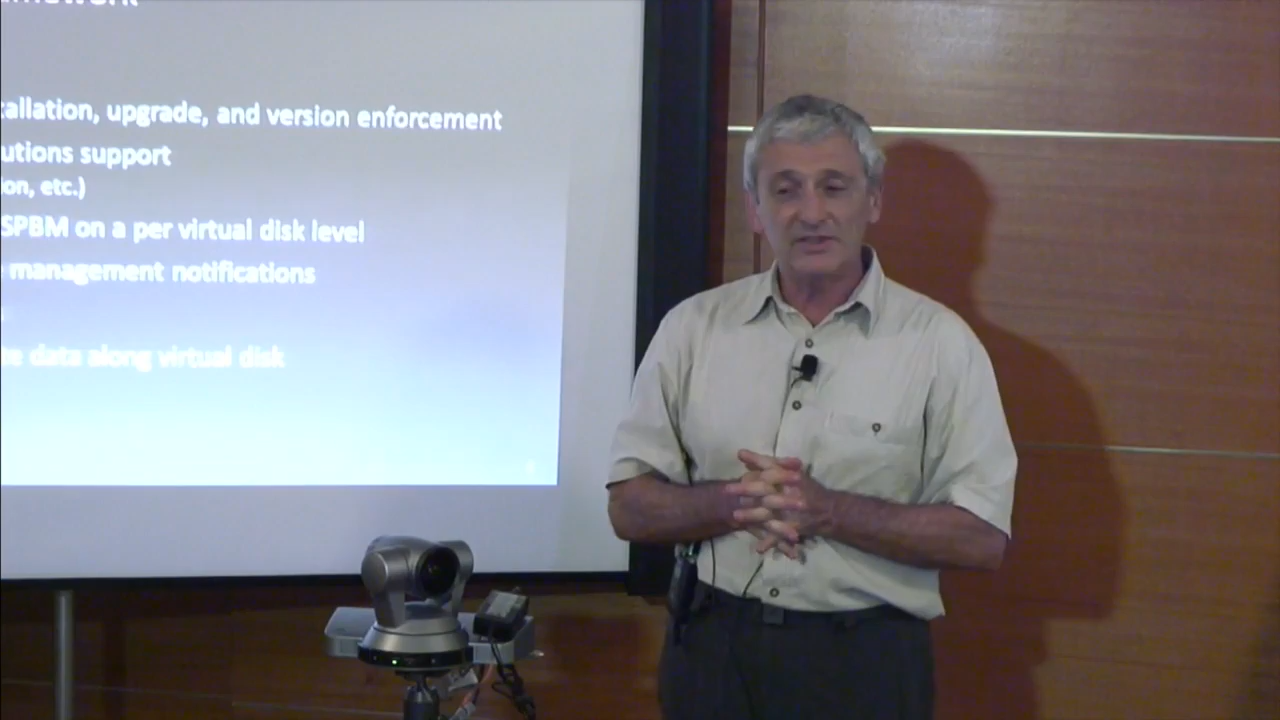 tallation, upgrade, and version enforcement
utions support
ion, etc.)
SPBM on a per virtual disk level
management notifications
data along virtual disk